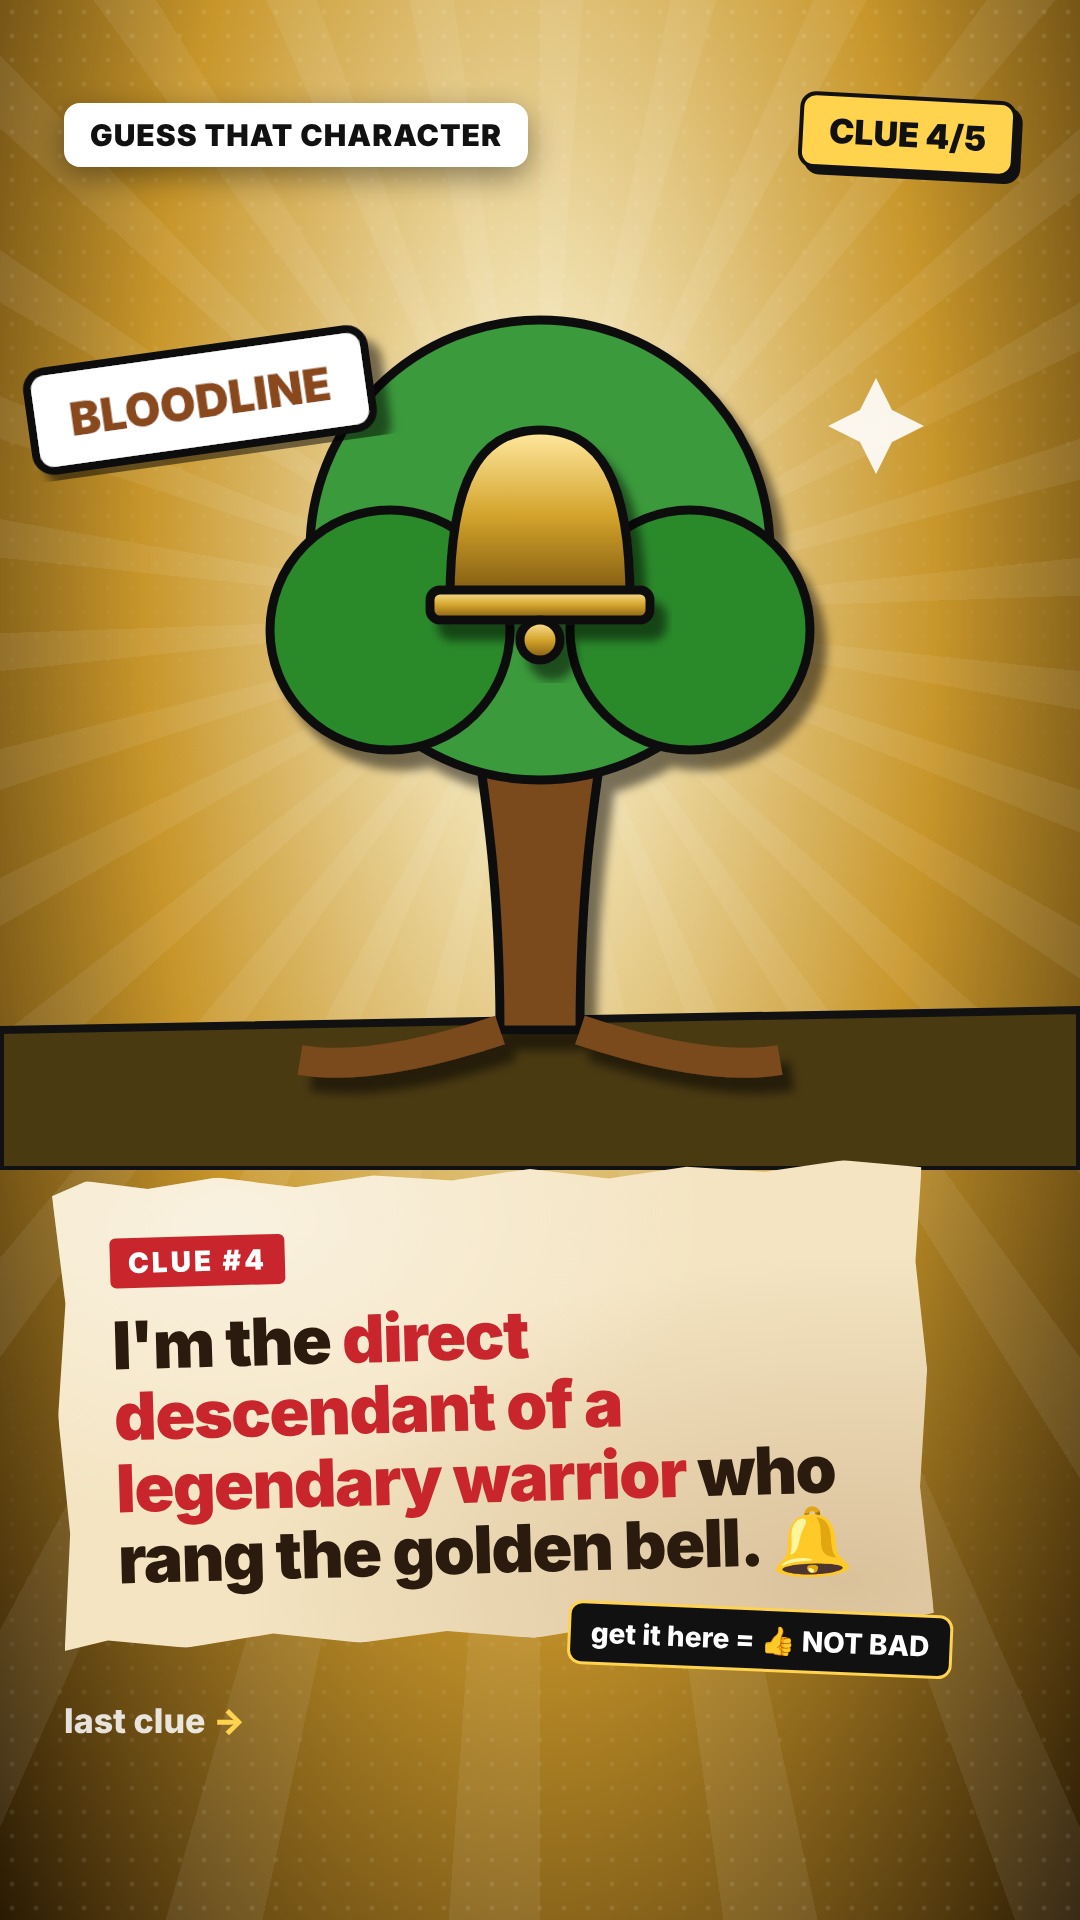 GUESS THAT CHARACTER
CLUE 4/5
BLOODLINE
CLUE #4
I'm the direct
descendant of a
legendary warrior who
rang the golden bell. 🔔
get it here = 👍 NOT BAD
last clue →